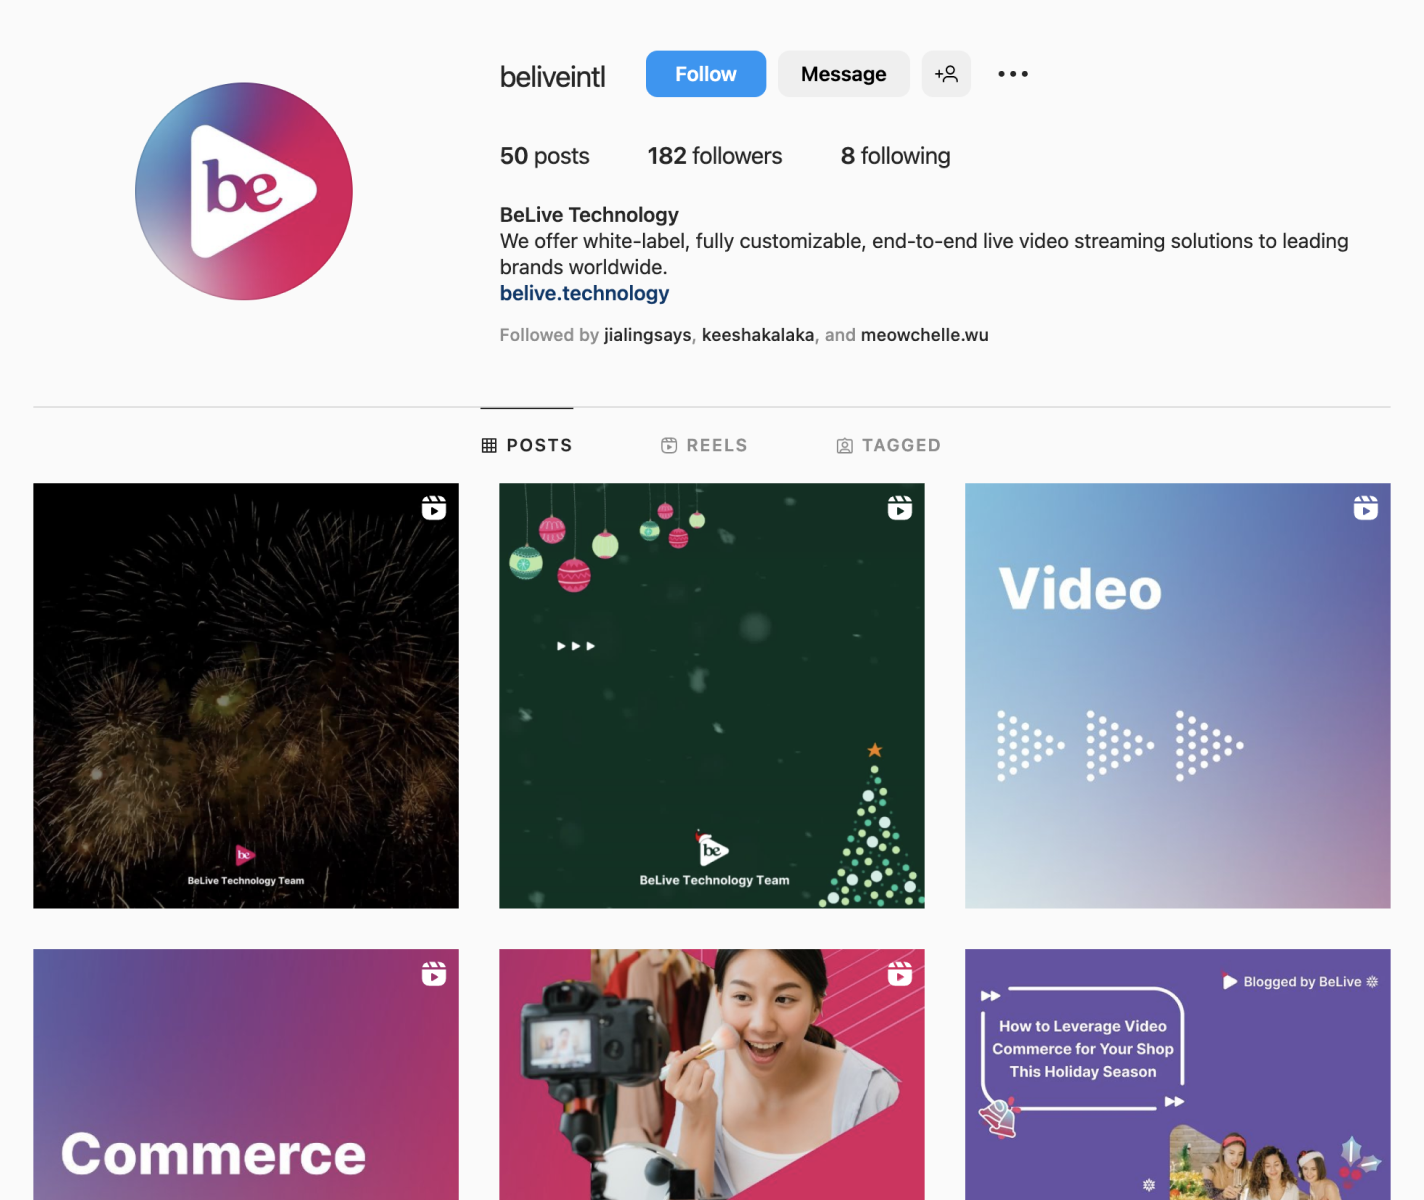 beliveintl
Follow
Message
50 posts
182 followers
8 following
BeLive Technology
We offer white-label, fully customizable, end-to-end live video streaming solutions to leading
brands worldwide.
belive.technology
Followed by jialingsays, keeshakalaka, and meowchelle.wu
be
POSTS
REELS
TAGGED
be
BeLive Technology Team
be
BeLive Technology Team
Video
Commerce
Blogged by BeLive
How to Leverage Video
Commerce for Your Shop
This Holiday Season